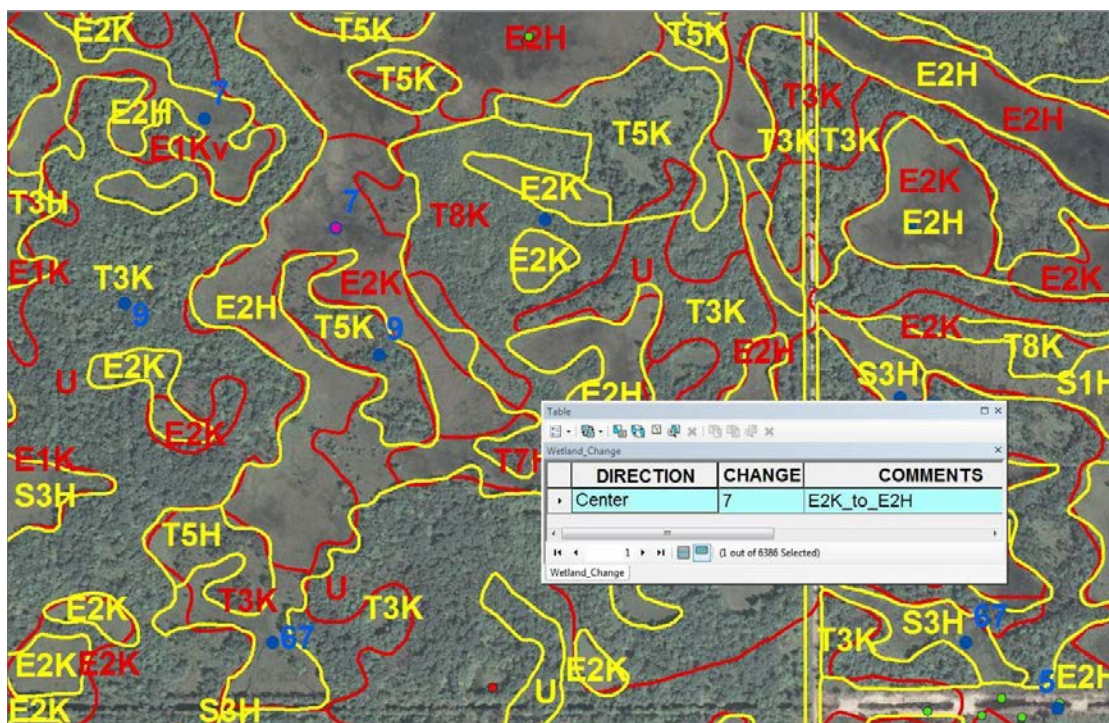 E2K T5K E2H T5K
T5K E2H
7 E2H T5K T3K E2H
E1Kv T3K T3K
T3H 7 T8K E2K E2K
E2H
E1K T3K E2K E2K U E2K
9 E2H T5K 9 T3K E2K
E2K E2H T8K
U E2H S3H S1H
E2K
E1K T7H
S3H
Table
Wetland_Change
DIRECTION CHANGE COMMENTS
Center 7 E2K_to_E2H
1 (1 out of 6386 Selected)
Wetland_Change
T5H
E2K T3K U T3K S3H 67
67 T3K
E2K E2K E2K E2H
U 5
E2K S3H